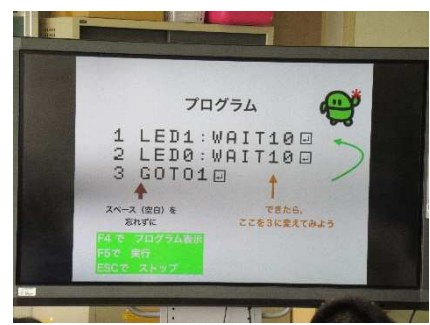 プログラム
1 LED1:WAIT10↵
2 LED0:WAIT10↵
3 GOTO1↵
スペース（空白）を
忘れずに
できたら，
ここを３に変えてみよう
F4で プログラム表示
F5で 実行
ESCで ストップ